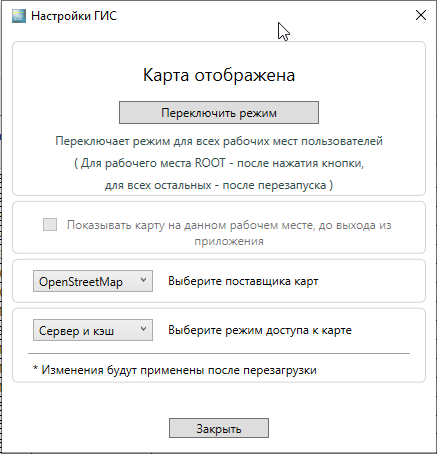 Настройки ГИС
Карта отображена
Переключить режим
Переключает режим для всех рабочих мест пользователей
( Для рабочего места ROOT - после нажатия кнопки,
для всех остальных - после перезапуска )
Показывать карту на данном рабочем месте, до выхода из
приложения
OpenStreetMap Выберите поставщика карт
Сервер и кэш Выберите режим доступа к карте
* Изменения будут применены после перезагрузки
Закрыть